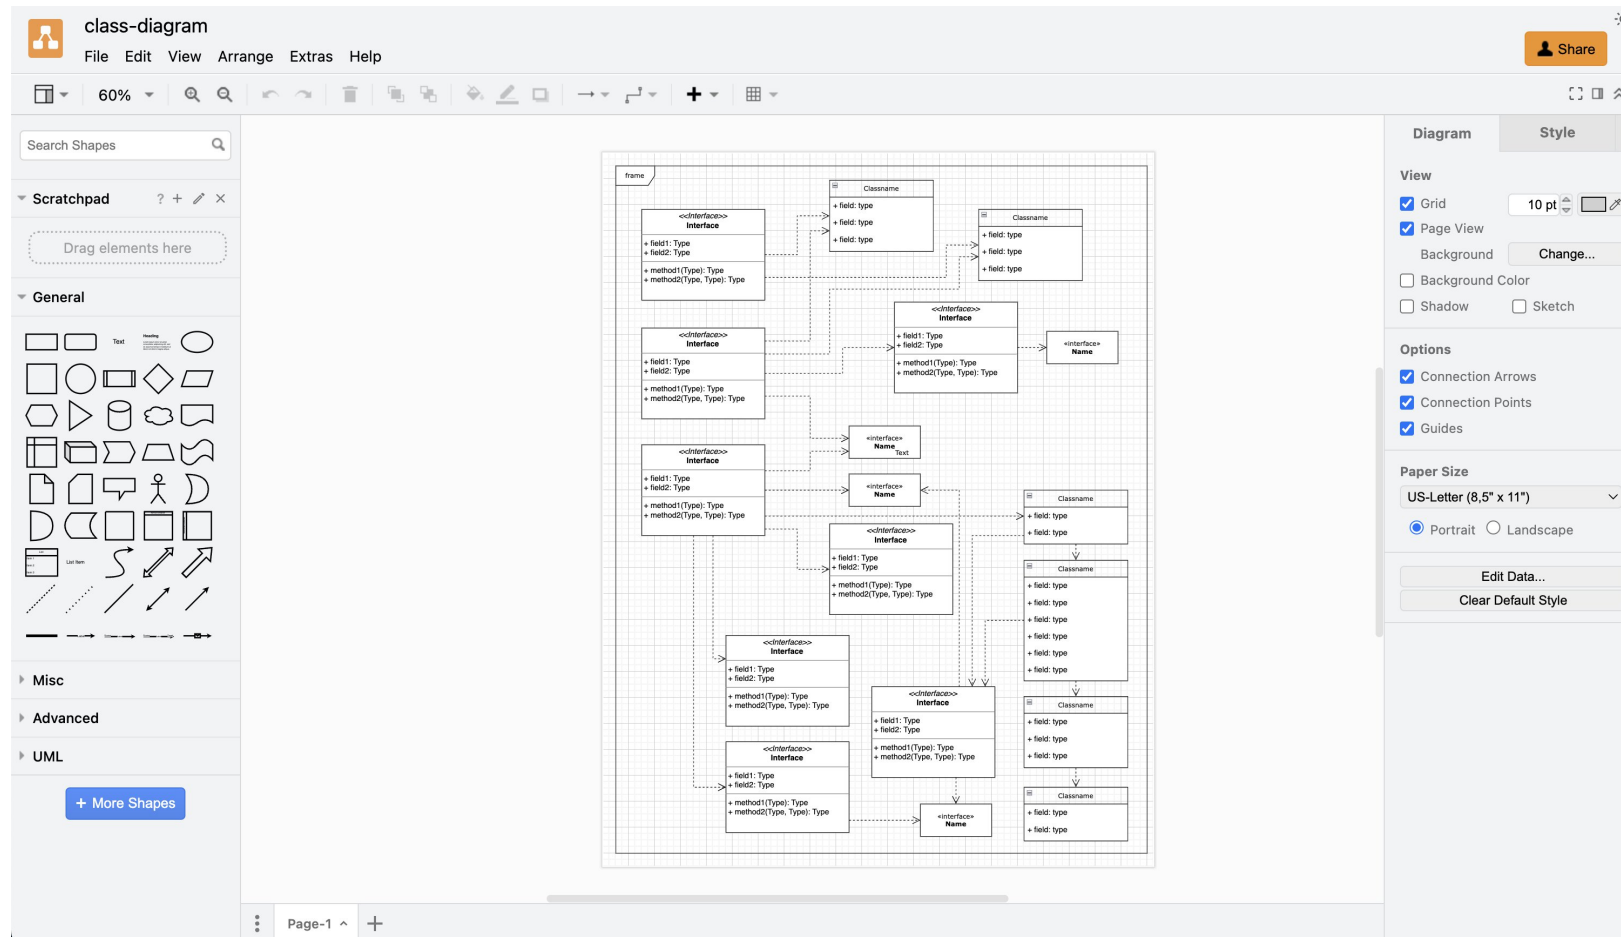 class-diagram
File Edit View Arrange Extras Help
Share
60%
Search Shapes
Scratchpad
Drag elements here
General
Text
Heading
List Item
Misc
Advanced
UML
+ More Shapes
frame
Classname
+ field: type
+ field: type
+ field: type
Classname
+ field: type
+ field: type
+ field: type
<<Interface>>
Interface
+ field1: Type
+ field2: Type
+ method1(Type): Type
+ method2(Type, Type): Type
<<Interface>>
Interface
+ field1: Type
+ field2: Type
+ method1(Type): Type
+ method2(Type, Type): Type
«interface»
Name
<<Interface>>
Interface
+ field1: Type
+ field2: Type
+ method1(Type): Type
+ method2(Type, Type): Type
«interface»
Name
Text
<<Interface>>
Interface
+ field1: Type
+ field2: Type
+ method1(Type): Type
+ method2(Type, Type): Type
«interface»
Name
Classname
+ field: type
+ field: type
<<Interface>>
Interface
+ field1: Type
+ field2: Type
+ method1(Type): Type
+ method2(Type, Type): Type
Classname
+ field: type
+ field: type
+ field: type
+ field: type
+ field: type
+ field: type
<<Interface>>
Interface
+ field1: Type
+ field2: Type
+ method1(Type): Type
+ method2(Type, Type): Type
<<Interface>>
Interface
+ field1: Type
+ field2: Type
+ method1(Type): Type
+ method2(Type, Type): Type
Classname
+ field: type
+ field: type
+ field: type
<<Interface>>
Interface
+ field1: Type
+ field2: Type
+ method1(Type): Type
+ method2(Type, Type): Type
«interface»
Name
Classname
+ field: type
+ field: type
Page-1
Diagram Style
View
Grid 10 pt
Page View
Background Change...
Background Color
Shadow Sketch
Options
Connection Arrows
Connection Points
Guides
Paper Size
US-Letter (8,5" x 11")
Portrait Landscape
Edit Data...
Clear Default Style